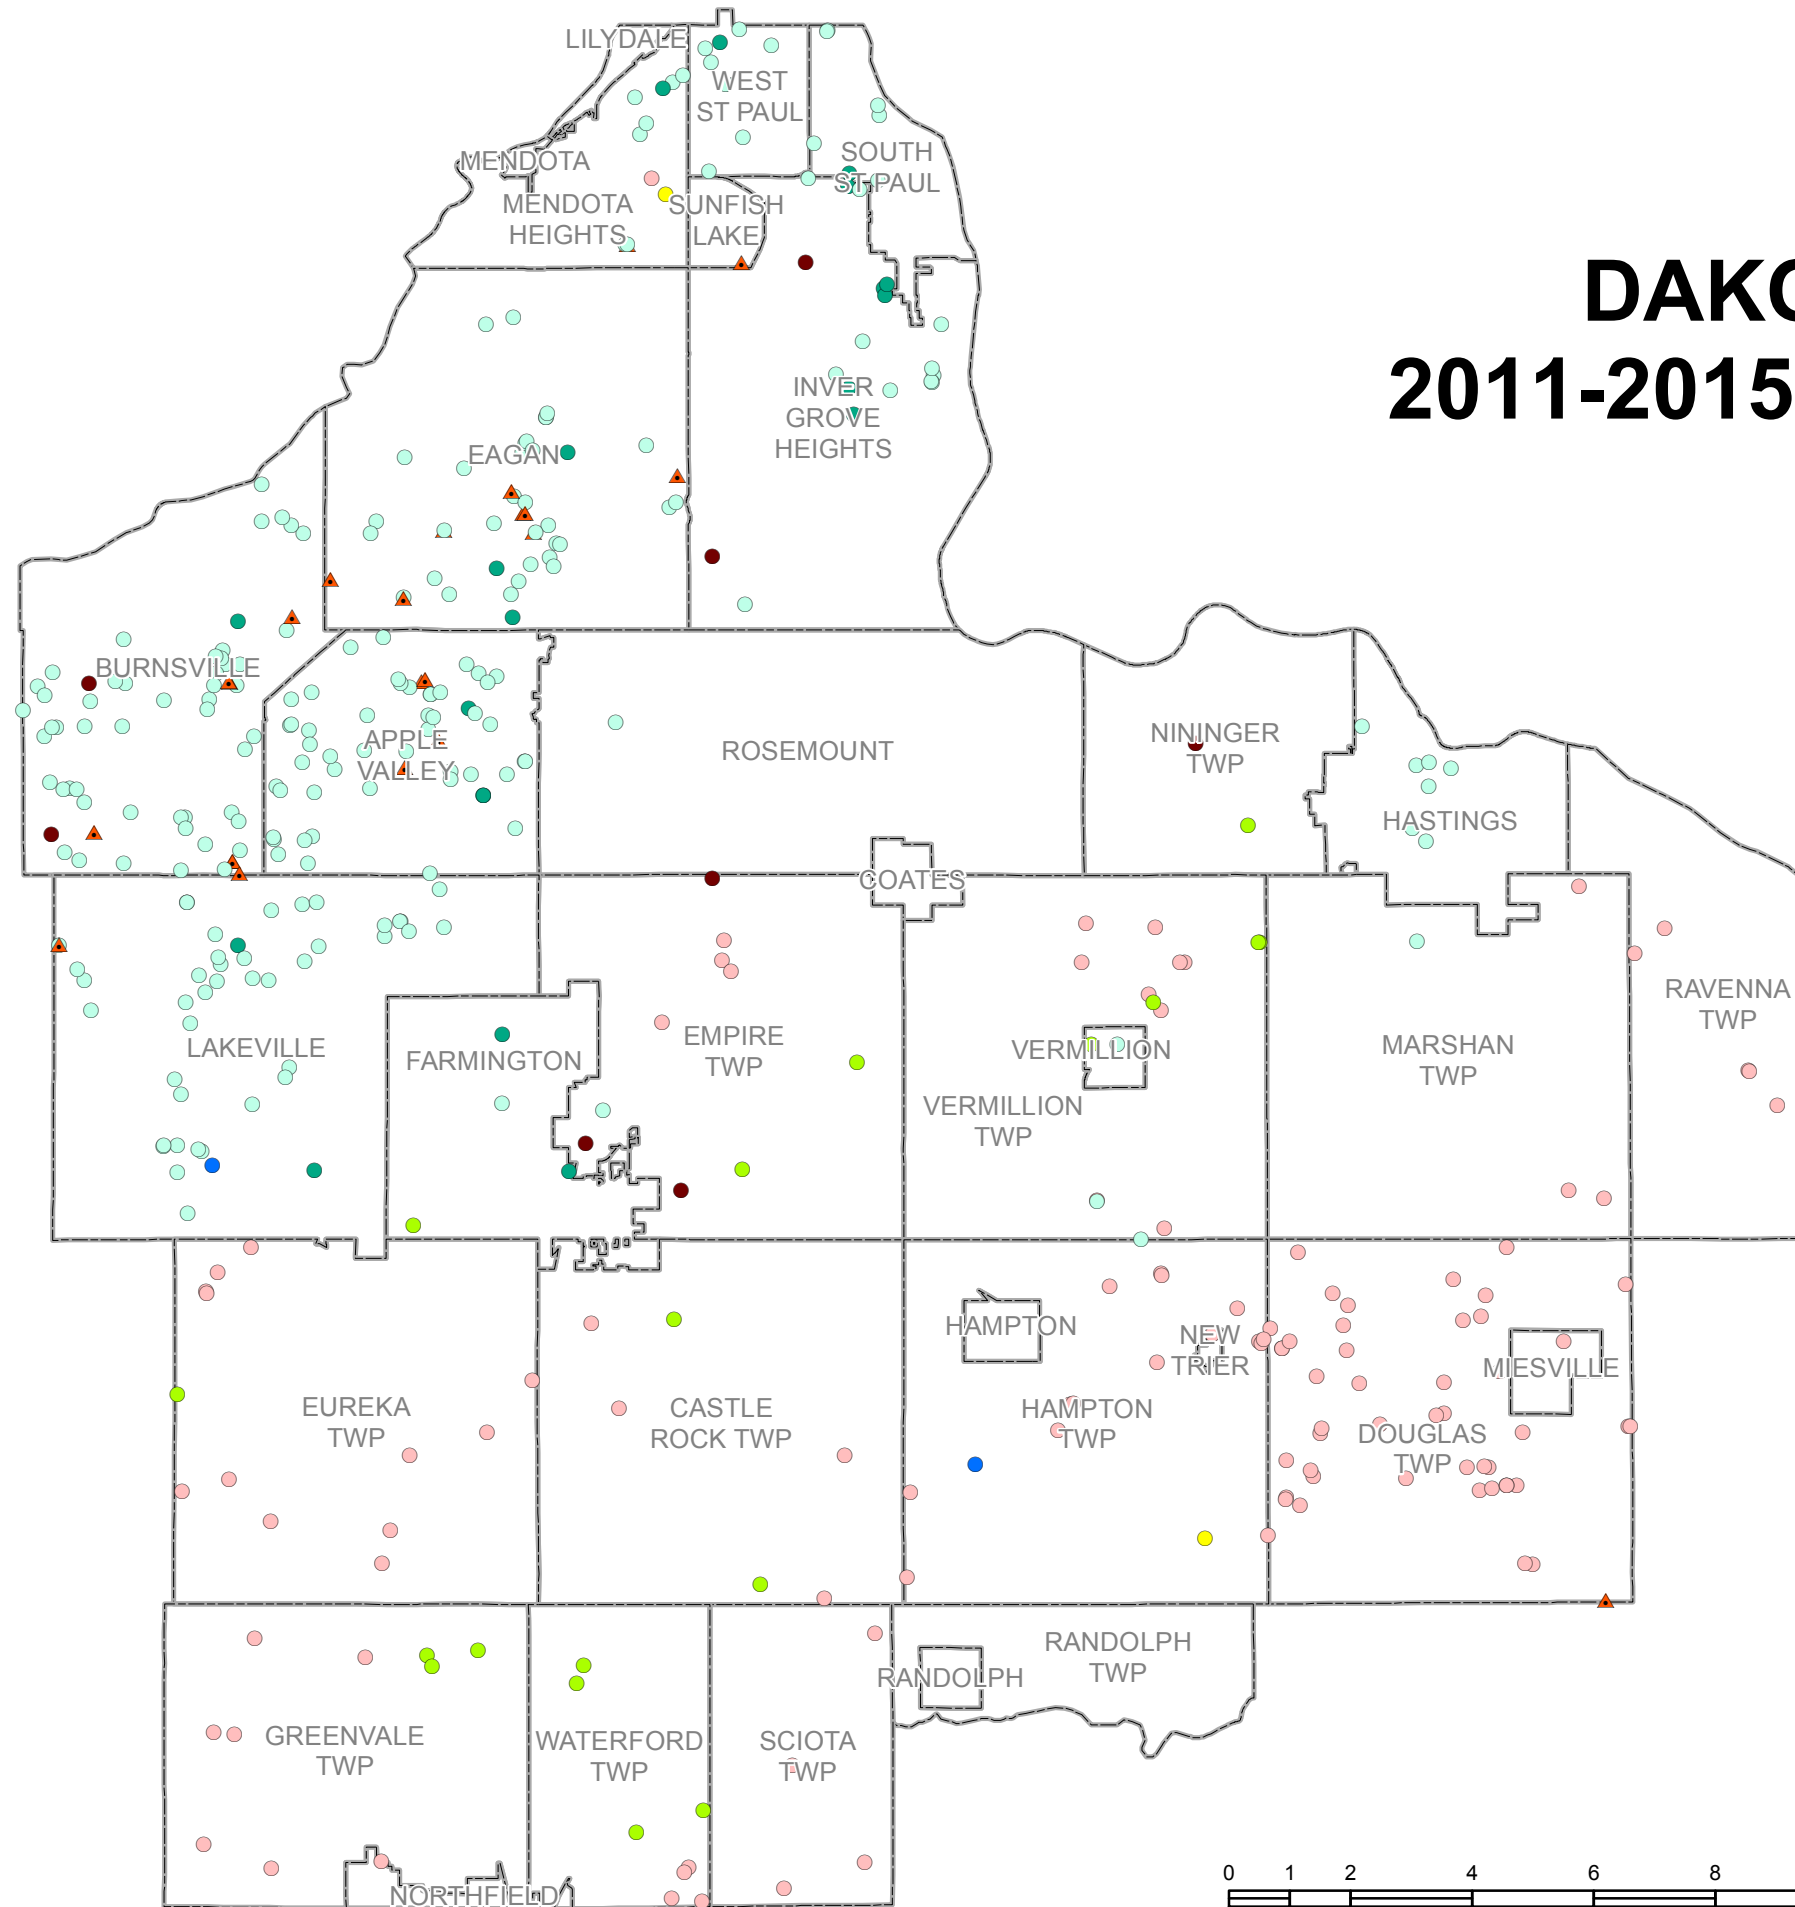 LILYDALE
WEST
ST PAUL
MENDOTA
SOUTH
ST PAUL
MENDOTA
HEIGHTS
SUNFISH
LAKE
DAKO
2011-2015
INVER
GROVE
HEIGHTS
EAGAN
BURNSVILLE
APPLE
VALLEY
ROSEMOUNT
NININGER
TWP
HASTINGS
COATES
RAVENNA
TWP
LAKEVILLE
FARMINGTON
EMPIRE
TWP
VERMILLION
MARSHAN
TWP
VERMILLION
TWP
HAMPTON
NEW
TRIER
MIESVILLE
EUREKA
TWP
CASTLE
ROCK TWP
HAMPTON
TWP
DOUGLAS
TWP
RANDOLPH
TWP
RANDOLPH
GREENVALE
TWP
WATERFORD
TWP
SCIOTA
TWP
NORTHFIELD
0 1 2 4 6 8